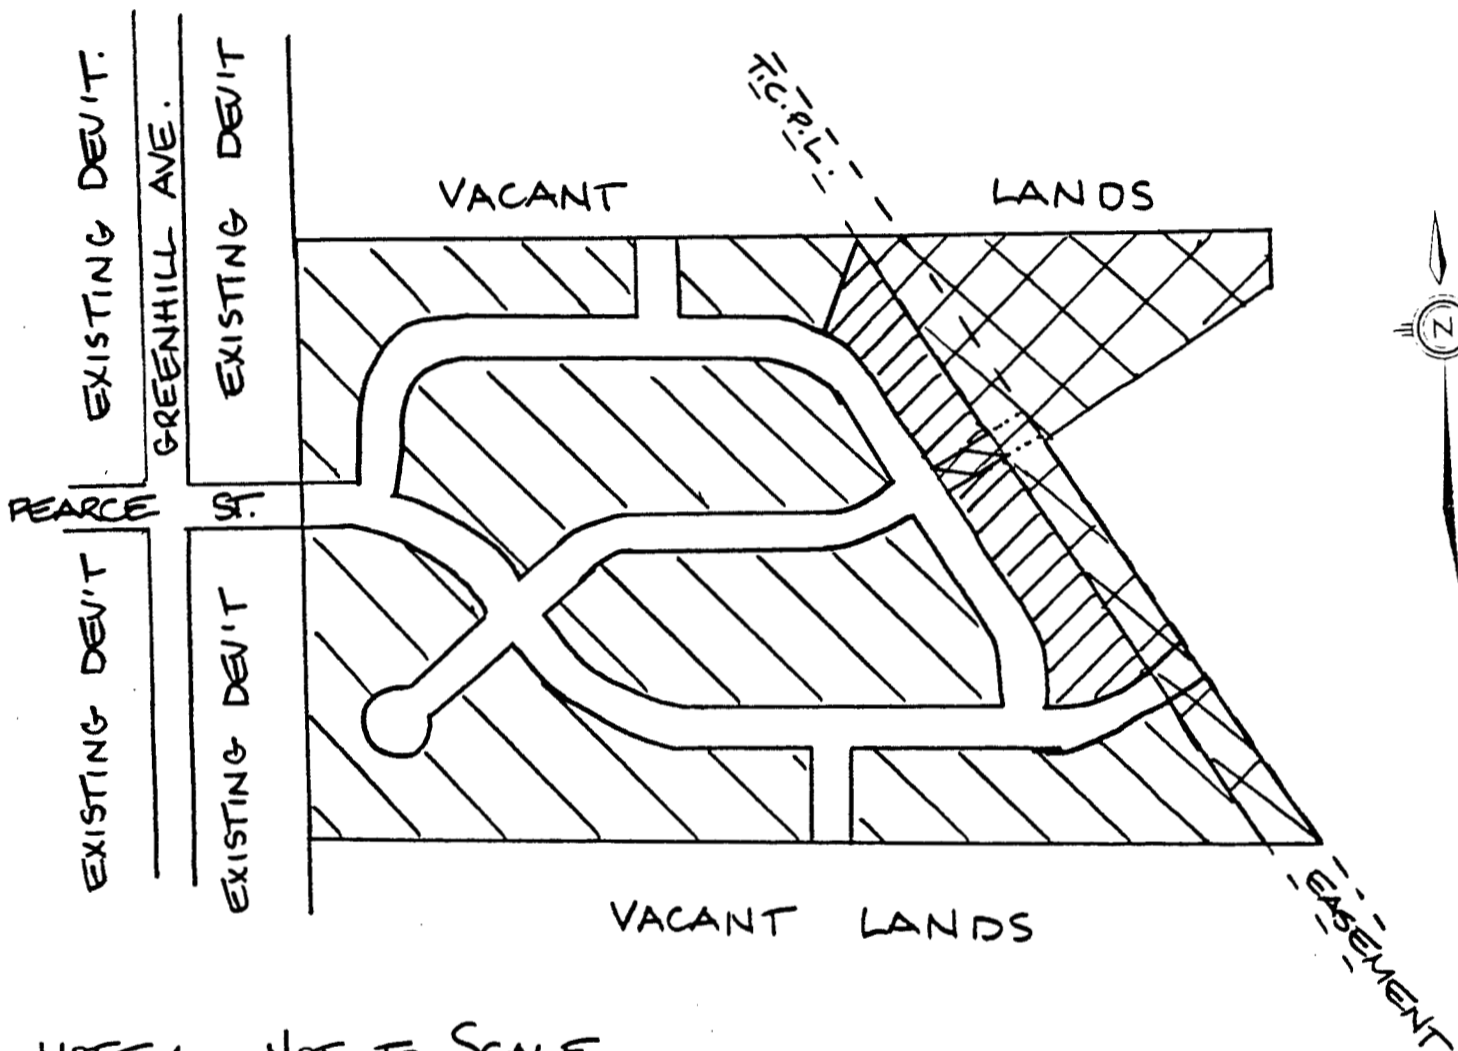 EXISTING DEV'T.
GREENHILL AVE.
EXISTING DEV'T
T.C.P.L.
VACANT LANDS
N
PEARCE ST.
EXISTING DEV'T
EXISTING DEV'T
VACANT LANDS
EASEMENT
NOT TO SCALE